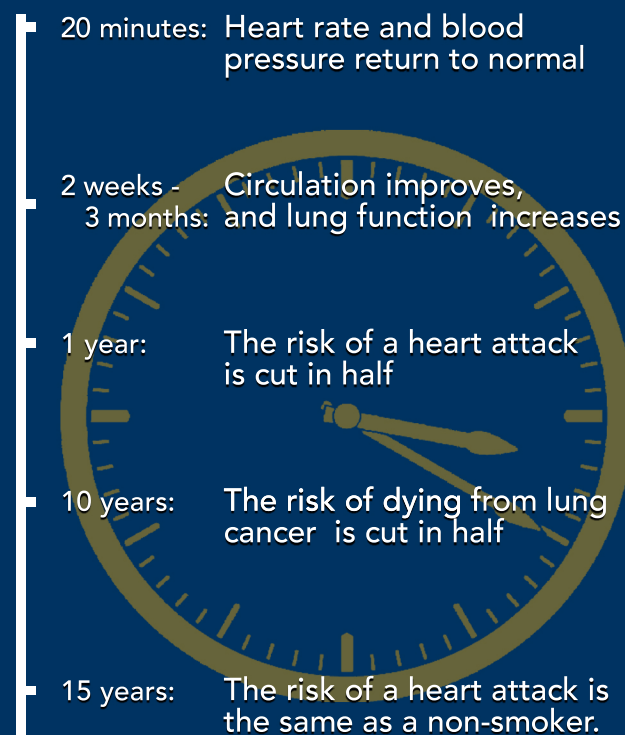 20 minutes: Heart rate and blood
pressure return to normal
2 weeks - Circulation improves,
3 months: and lung function increases
1 year: The risk of a heart attack
is cut in half
10 years: The risk of dying from lung
cancer is cut in half
15 years: The risk of a heart attack is
the same as a non-smoker.